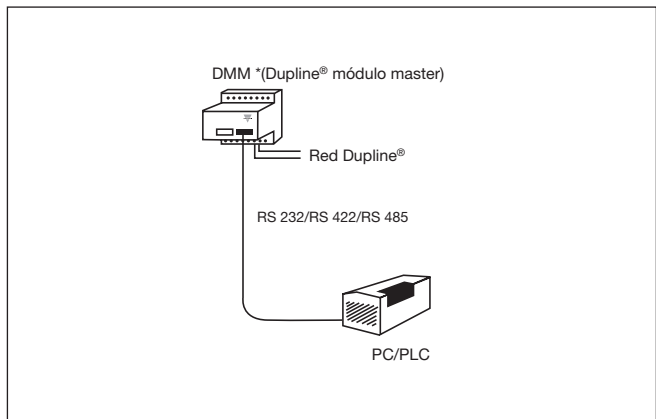 DMM *(Dupline® módulo master)
Red Dupline®
RS 232/RS 422/RS 485
PC/PLC